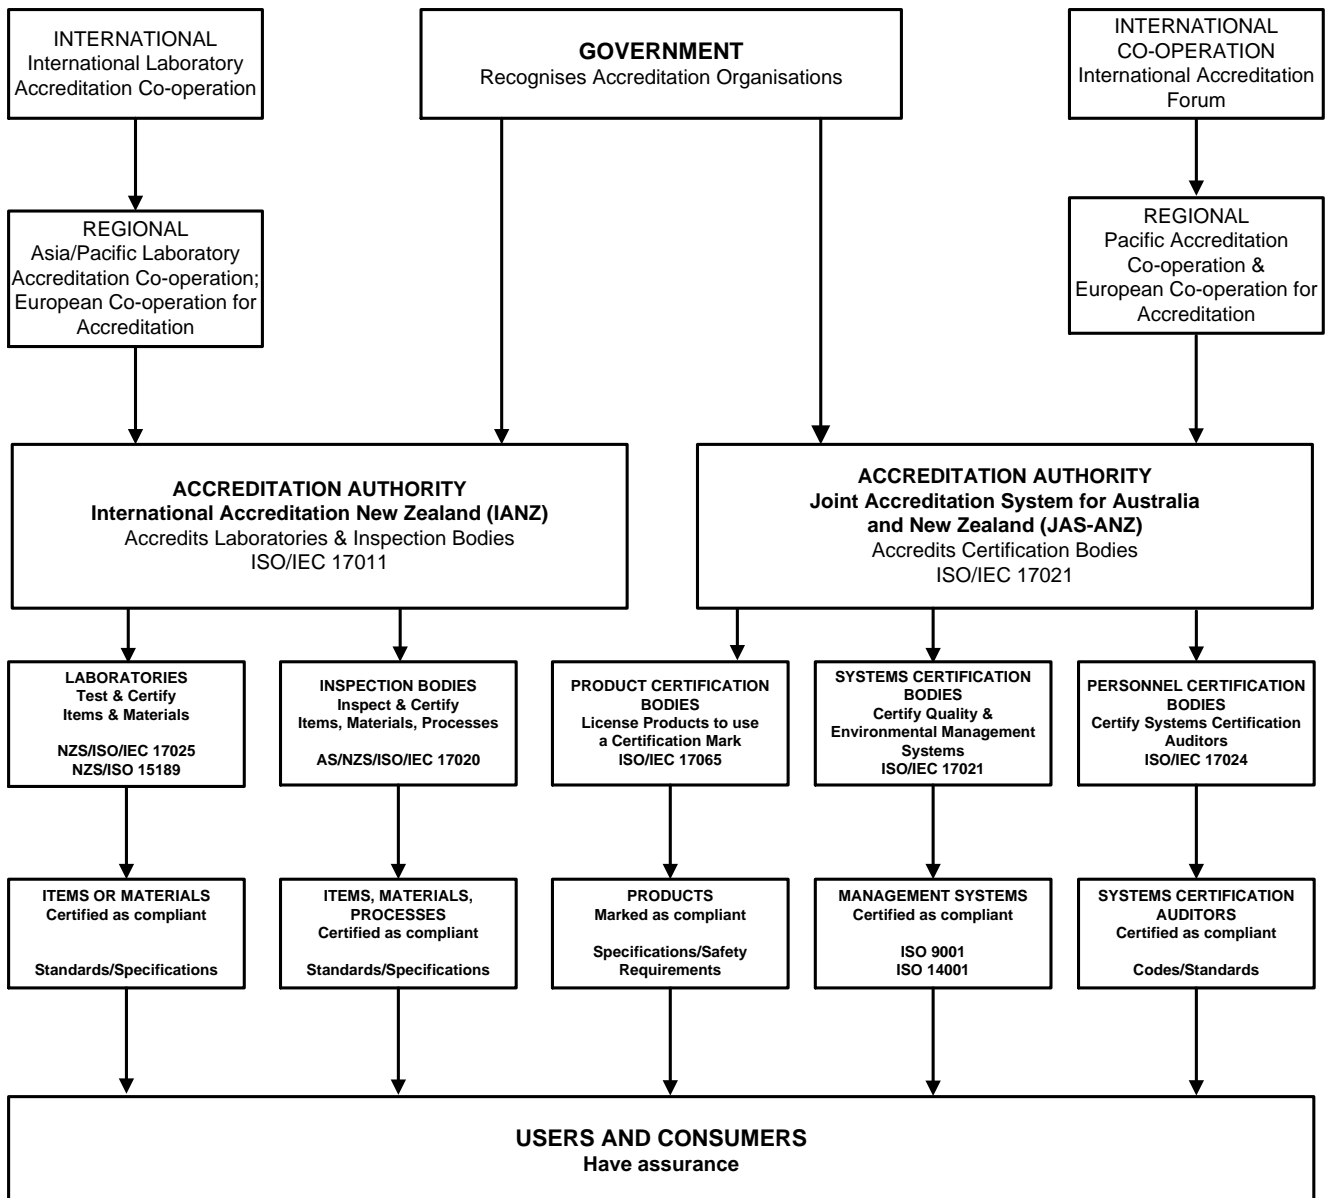 INTERNATIONAL
International Laboratory
Accreditation Co-operation
GOVERNMENT
Recognises Accreditation Organisations
INTERNATIONAL
CO-OPERATION
International Accreditation
Forum
REGIONAL
Asia/Pacific Laboratory
Accreditation Co-operation;
European Co-operation for
Accreditation
REGIONAL
Pacific Accreditation
Co-operation &
European Co-operation for
Accreditation
ACCREDITATION AUTHORITY
International Accreditation New Zealand (IANZ)
Accredits Laboratories & Inspection Bodies
ISO/IEC 17011
ACCREDITATION AUTHORITY
Joint Accreditation System for Australia
and New Zealand (JAS-ANZ)
Accredits Certification Bodies
ISO/IEC 17021
LABORATORIES
Test & Certify
Items & Materials
NZS/ISO/IEC 17025
NZS/ISO 15189
INSPECTION BODIES
Inspect & Certify
Items, Materials, Processes
AS/NZS/ISO/IEC 17020
PRODUCT CERTIFICATION
BODIES
License Products to use
a Certification Mark
ISO/IEC 17065
SYSTEMS CERTIFICATION
BODIES
Certify Quality &
Environmental Management
Systems
ISO/IEC 17021
PERSONNEL CERTIFICATION
BODIES
Certify Systems Certification
Auditors
ISO/IEC 17024
ITEMS OR MATERIALS
Certified as compliant
Standards/Specifications
ITEMS, MATERIALS,
PROCESSES
Certified as compliant
Standards/Specifications
PRODUCTS
Marked as compliant
Specifications/Safety
Requirements
MANAGEMENT SYSTEMS
Certified as compliant
ISO 9001
ISO 14001
SYSTEMS CERTIFICATION
AUDITORS
Certified as compliant
Codes/Standards
USERS AND CONSUMERS
Have assurance